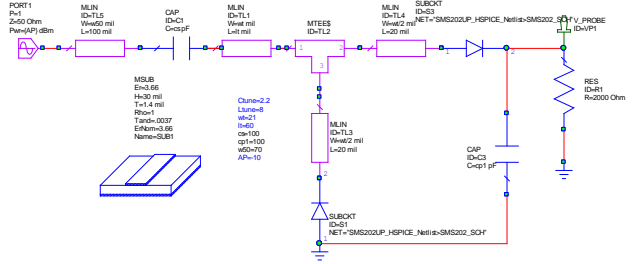 PORT1
P=1
Z=50 Ohm
Pwr=(AP) dBm
MLIN
ID=TL5
W=w50 mil
L=100 mil
CAP
ID=C1
C=cs pF
MLIN
ID=TL1
W=wt mil
L=lt mil
MTEE$
ID=TL2
1
2
3
MLIN
ID=TL4
W=wt/2 mil
L=20 mil
SUBCKT
ID=S3
NET="SMS202UP_HSPICE_Netlist>SMS202_SCH"
2
V_PROBE
ID=VP1
RES
ID=R1
R=2000 Ohm
MSUB
Er=3.66
H=30 mil
T=1.4 mil
Rho=1
Tand=.0037
ErNom=3.66
Name=SUB1
Ctune=2.2
Ltune=8
wt=21
lt=60
cs=100
cp1=100
w50=70
AP=-10
MLIN
ID=TL3
W=wt/2 mil
L=20 mil
CAP
ID=C3
C=cp1 pF
2
SUBCKT
ID=S1
NET="SMS202UP_HSPICE_Netlist>SMS202_SCH"
1